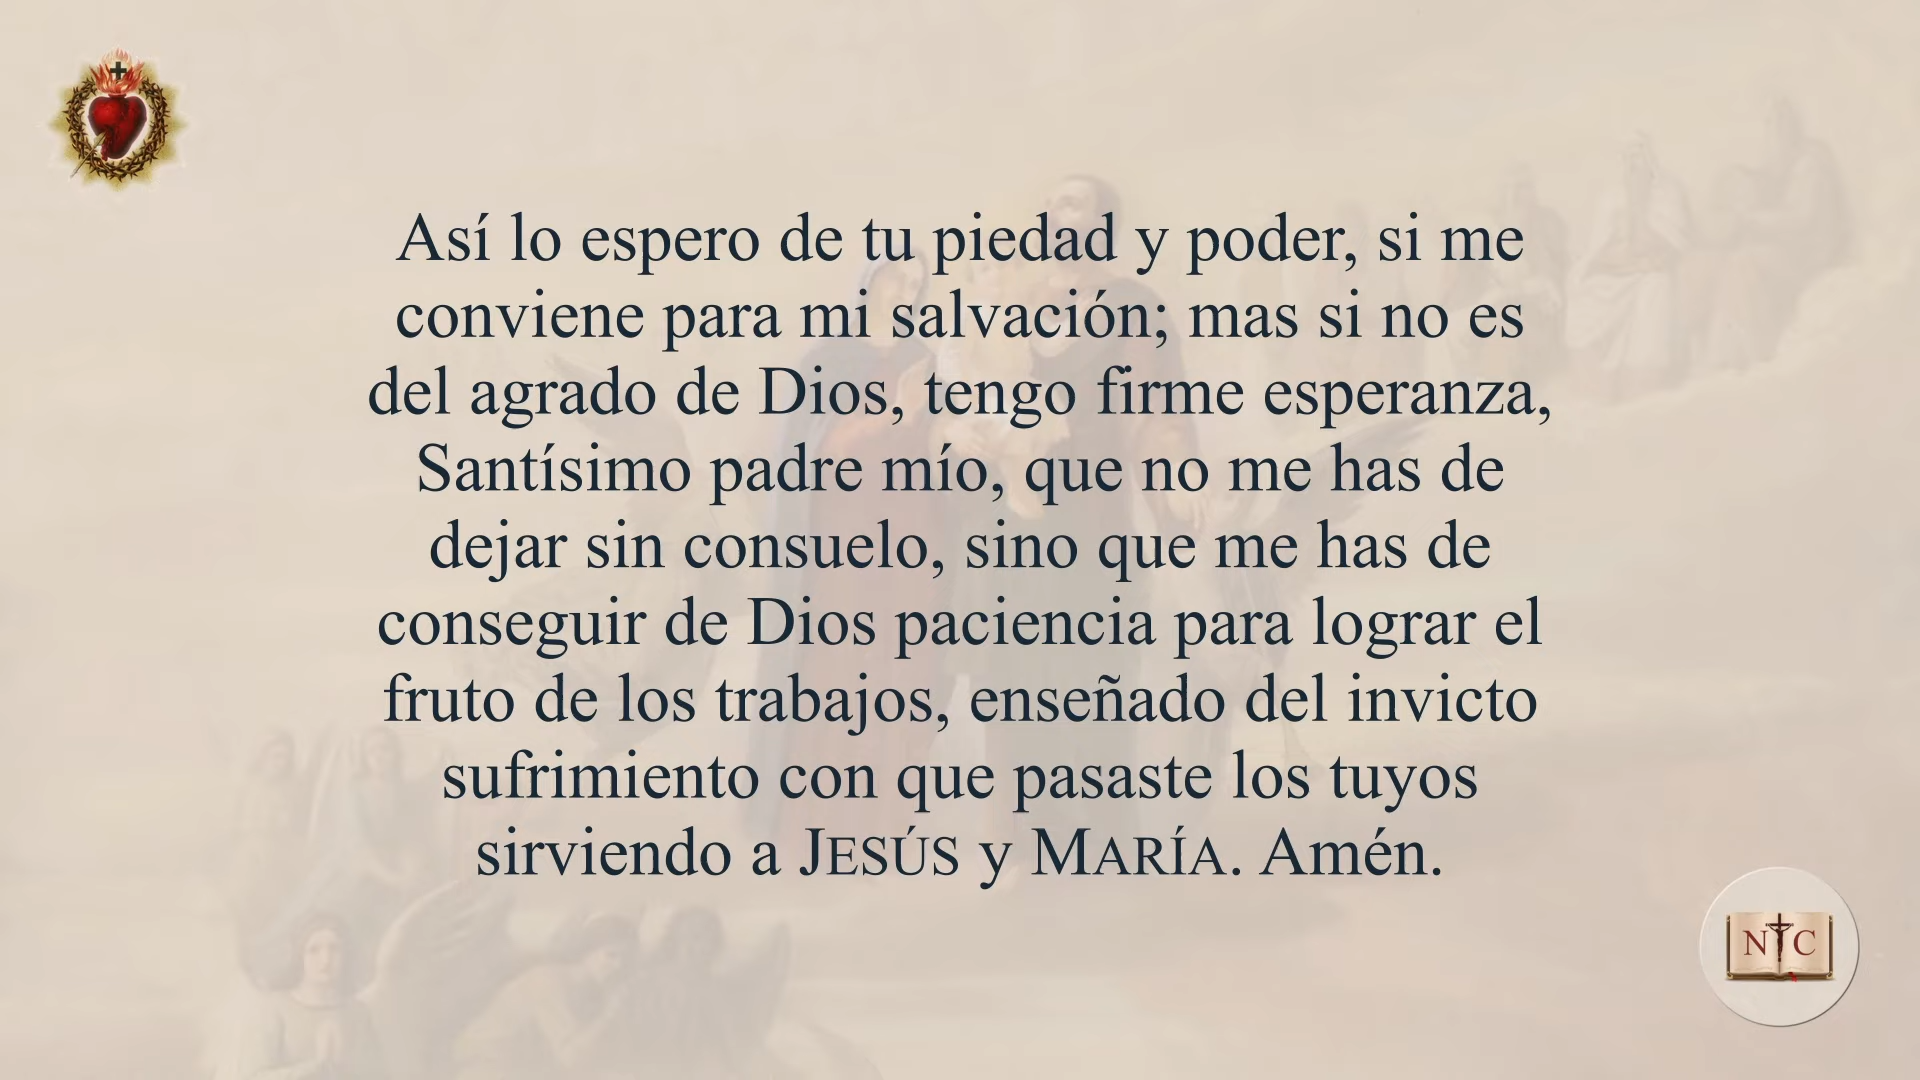 Así lo espero de tu piedad y poder, si me
conviene para mi salvación; mas si no es
del agrado de Dios, tengo firme esperanza,
Santísimo padre mío, que no me has de
dejar sin consuelo, sino que me has de
conseguir de Dios paciencia para lograr el
fruto de los trabajos, enseñado del invicto
sufrimiento con que pasaste los tuyos
sirviendo a JESÚS y MARÍA. Amén.
N C